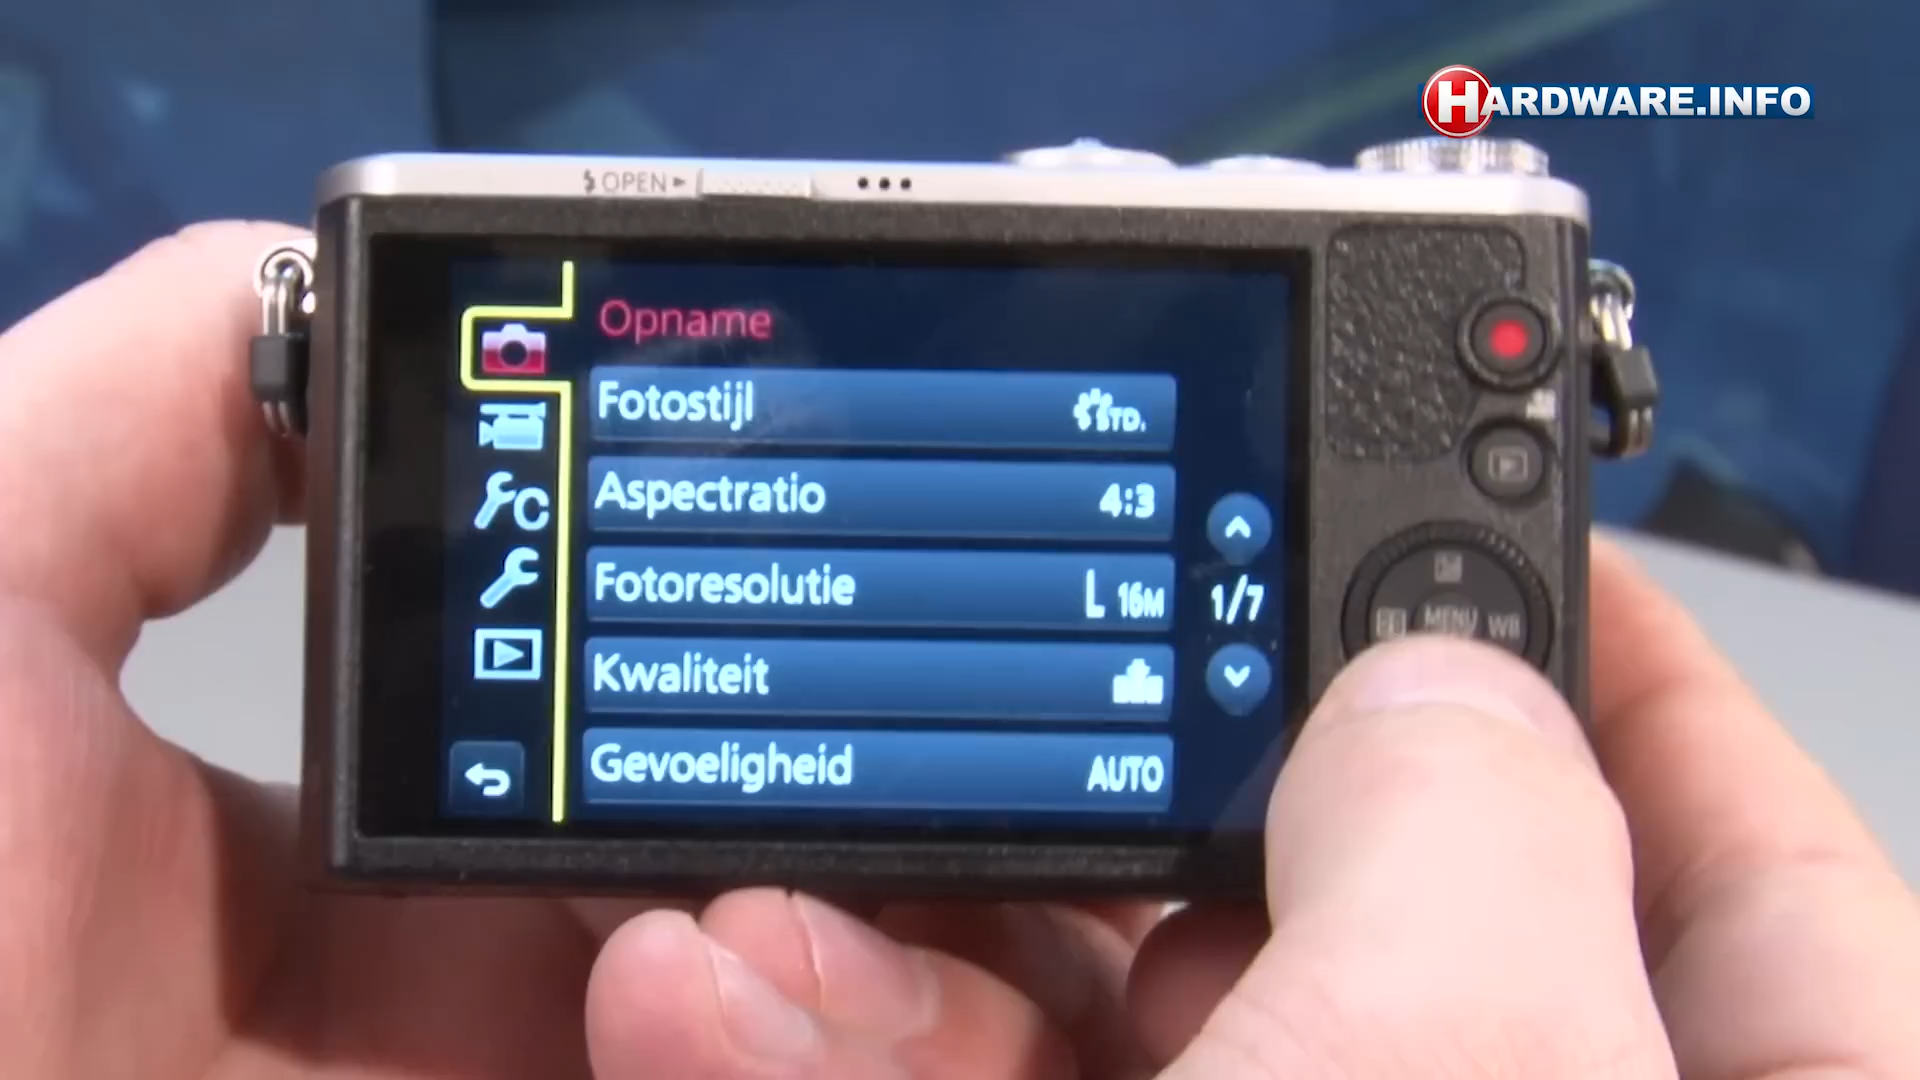 HARDWARE.INFO
OPEN
Opname
Fotostijl STD.
Aspectratio 4:3
Fotoresolutie L 16M
1/7
Kwaliteit
Gevoeligheid AUTO
C
MENU WB